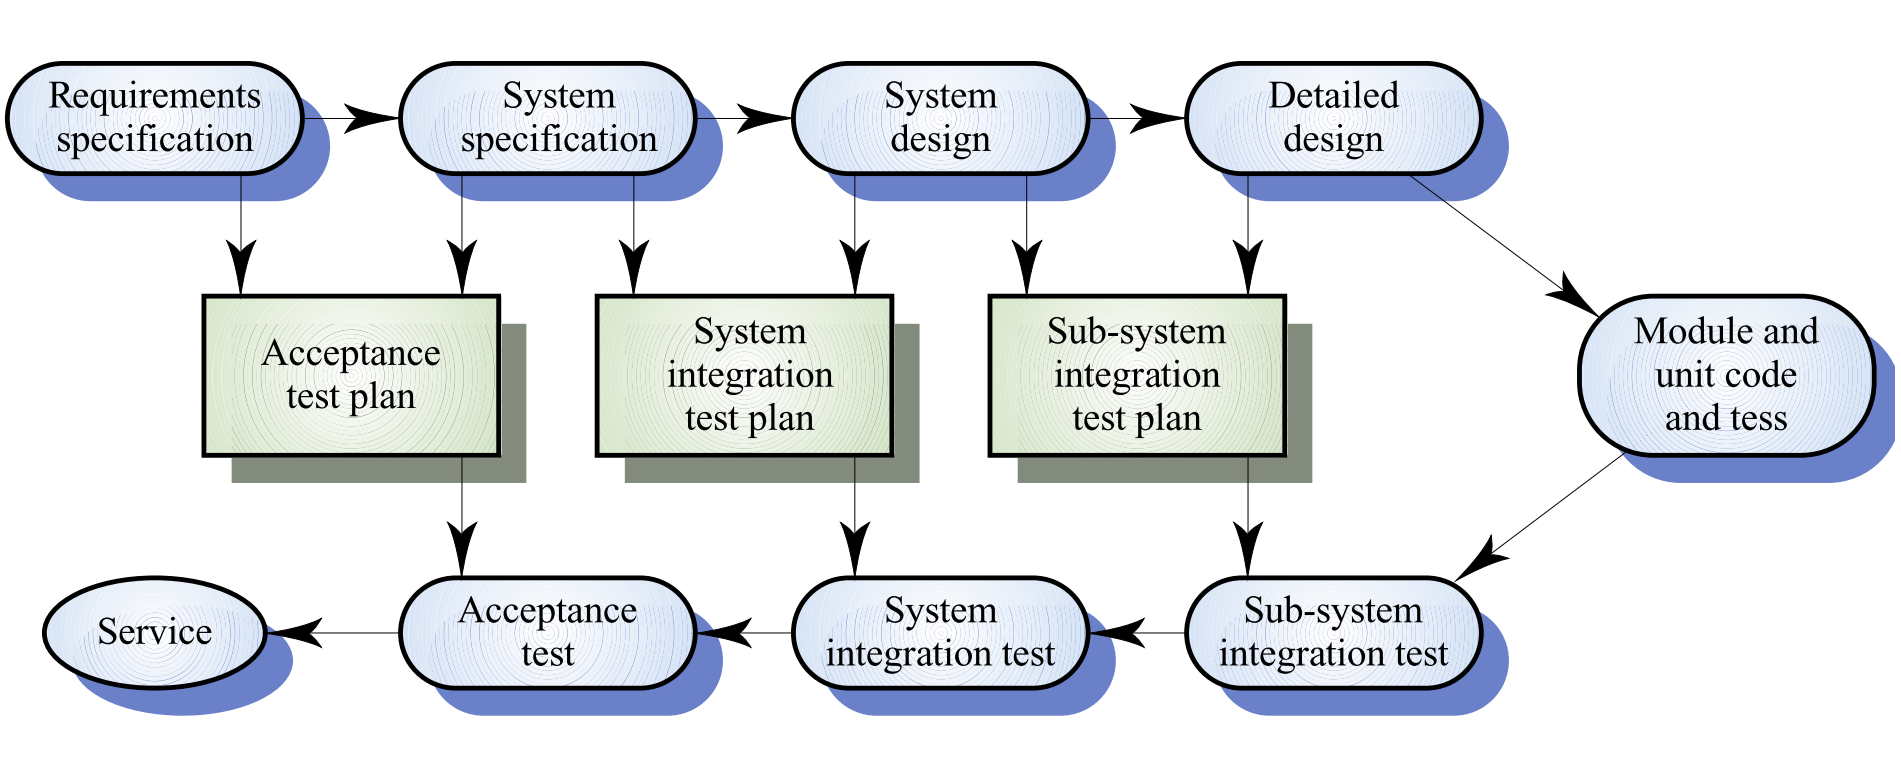 Requirements
specification
System
specification
System
design
Detailed
design
Acceptance
test plan
System
integration
test plan
Sub-system
integration
test plan
Module and
unit code
and tess
Service
Acceptance
test
System
integration test
Sub-system
integration test